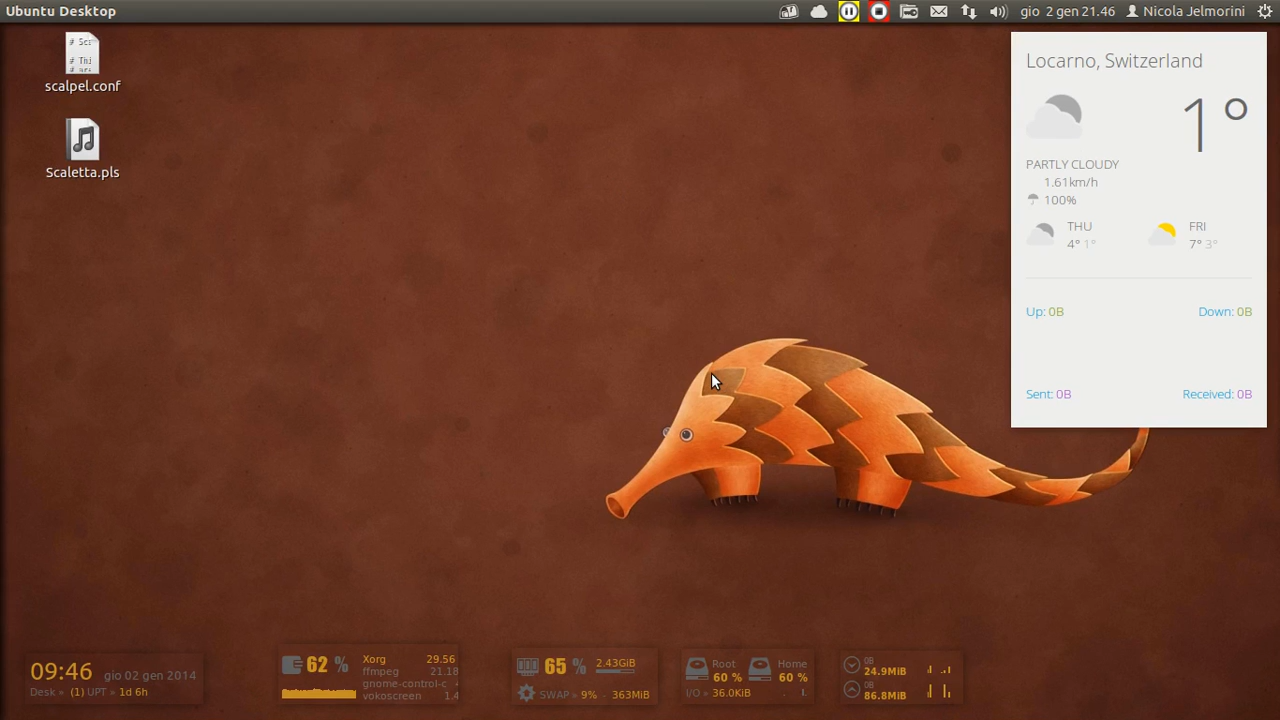 Ubuntu Desktop
gio 2 gen 21.46 Nicola Jelmorini
scalpel.conf
Scaletta.pls
Locarno, Switzerland
1°
PARTLY CLOUDY
1.61km/h
100%
THU
4° 1°
FRI
7° 3°
Up: 0B Down: 0B
Sent: 0B Received: 0B
09:46 gio 02 gen 2014
Desk » (1) UPT » 1d 6h
62 %
Xorg 29.56
ffmpeg 21.18
gnome-control-c
vokoscreen 1.4
65 % 2.43GiB
SWAP » 9% - 363MiB
Root 60 % Home 60 %
I/O » 36.0KiB
0B
24.9MiB
0B
86.8MiB